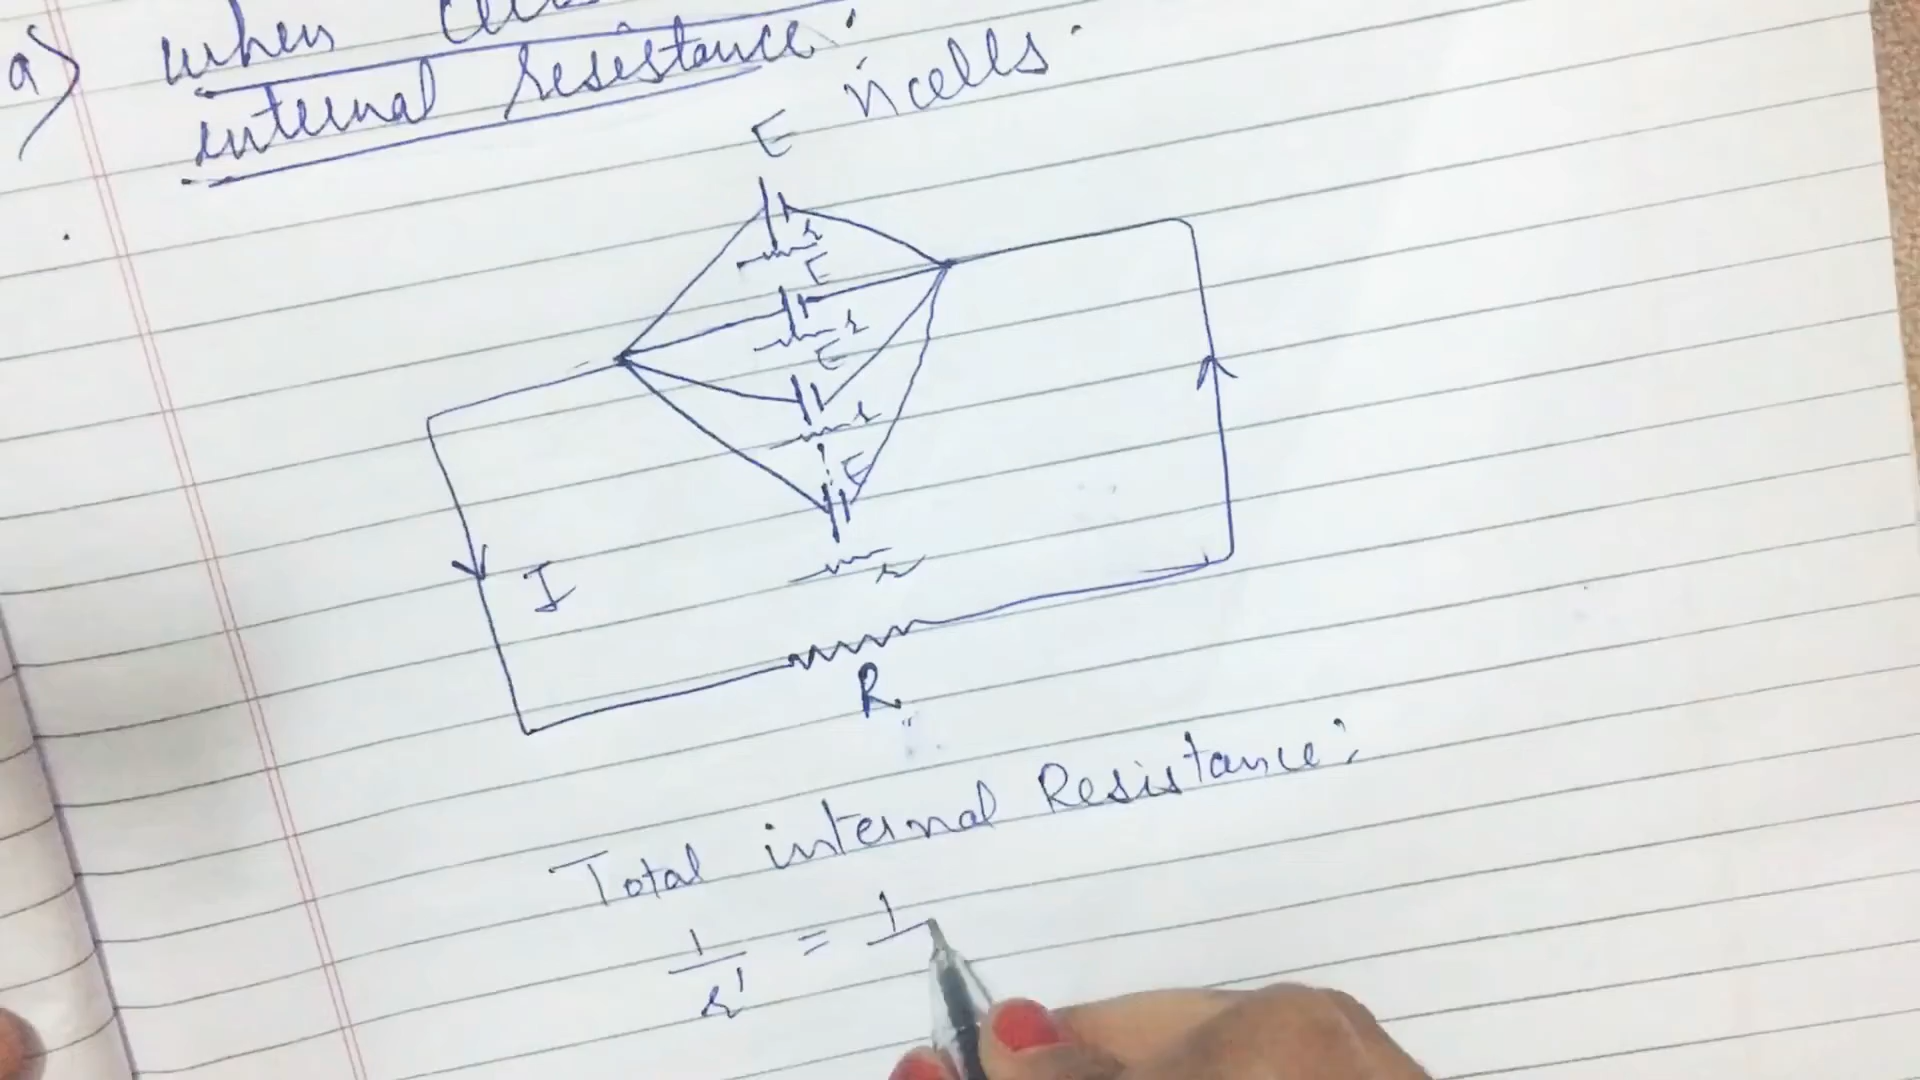 a) when
internal resistance:
n cells.
E
r
E
r
E
r
E
r
I
R
Total internal Resistance:
1/r' = 1/